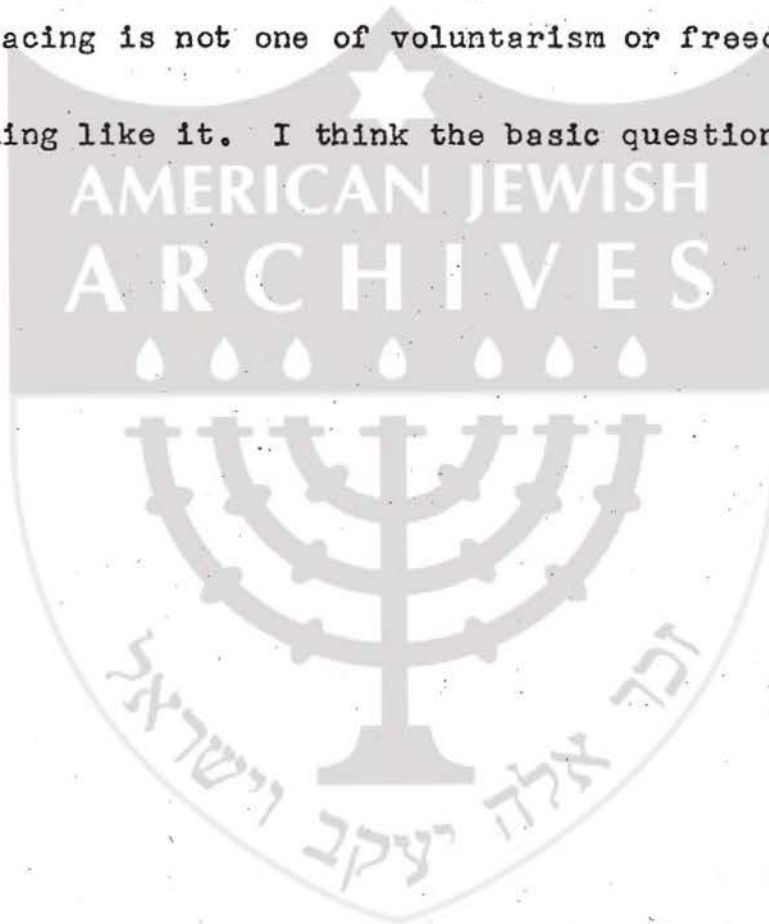 acing is not one of voluntarism or
ing like it. I think the basic question
AMERICAN JEWISH
ARCHIVES
זכר אלה יעקב וישראל